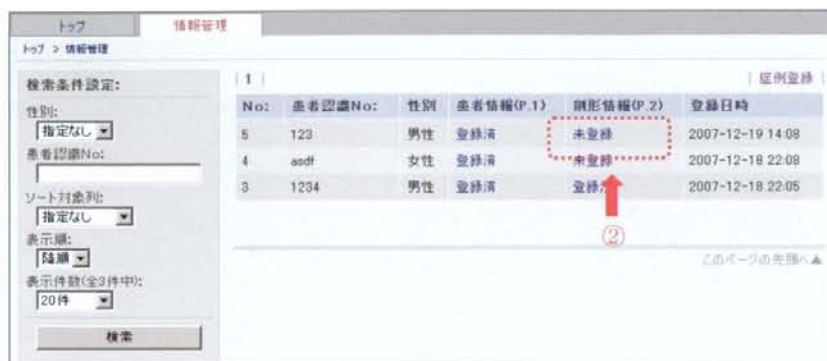 トップ 情報管理
トップ > 情報管理
検索条件設定:
性別:
指定なし
患者認識No:
ソート対象列:
指定なし
表示順:
降順
表示件数(全3件中):
20件
検索
| 1 | |症例登録 |
No: 患者認識No: 性別 患者情報(P.1) 剤形情報(P.2) 登録日時
5 123 男性 登録済 未登録 2007-12-19 14:08
4 asdf 女性 登録済 未登録 2007-12-18 22:08
3 1234 男性 登録済 登録 2007-12-18 22:05
②
このページの先頭へ▲